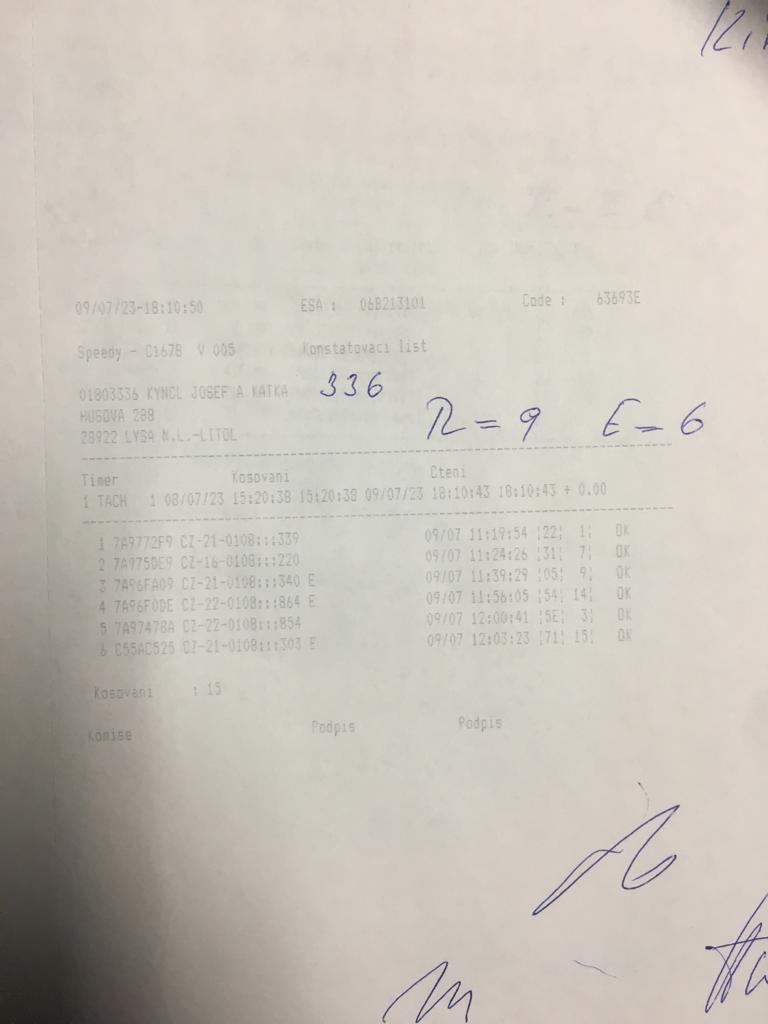 09/07/23-18:10:50 ESA : 06B213101 Code : 63693E
Speedy - C1678 V 005 Konstatovaci list
01803336 KYNCL JOSEF A KATKA 336
HUSOVA 288
28922 LYSA N.L.-LITOL R = 9 E = 6
Timer Kosovani Cteni
1 TACH 1 08/07/23 15:20:38 15:20:38 09/07/23 18:10:43 18:10:43 + 0.00
1 7A9772F9 CZ-21-0108:::339 09/07 11:19:54 |22| 1| OK
2 7A975DE9 CZ-16-0108:::220 09/07 11:24:26 |31| 7| OK
3 7A96FA09 CZ-21-0108:::340 E 09/07 11:39:29 |05| 9| OK
4 7A96F0DE CZ-22-0108:::864 E 09/07 11:56:05 |54| 14| OK
5 7A97478A CZ-22-0108:::854 09/07 12:00:41 |5E| 3| OK
6 C55AC525 CZ-21-0108:::303 E 09/07 12:03:23 |71| 15| OK
Kosovani : 15
Komise Podpis Podpis